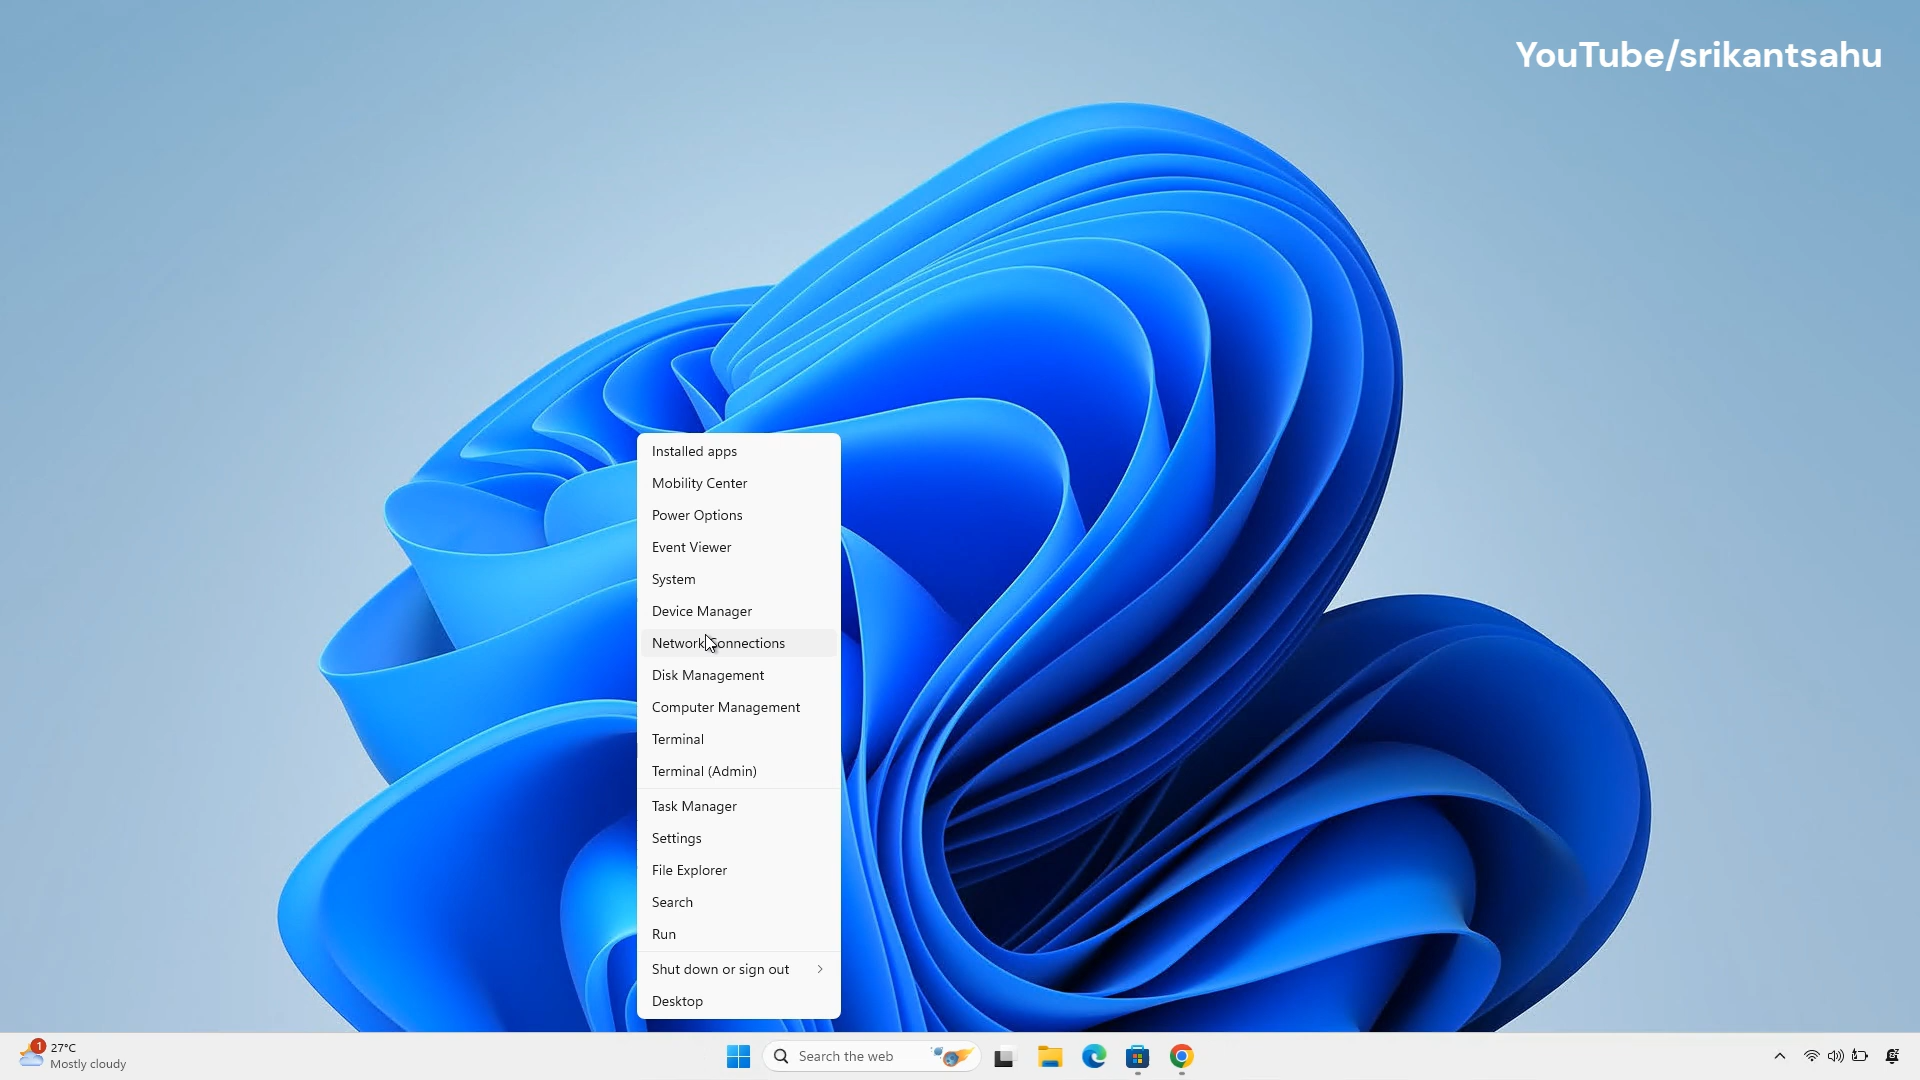 YouTube/srikantsahu
Installed apps
Mobility Center
Power Options
Event Viewer
System
Device Manager
Network Connections
Disk Management
Computer Management
Terminal
Terminal (Admin)
Task Manager
Settings
File Explorer
Search
Run
Shut down or sign out
Desktop
1
27°C
Mostly cloudy
Search the web